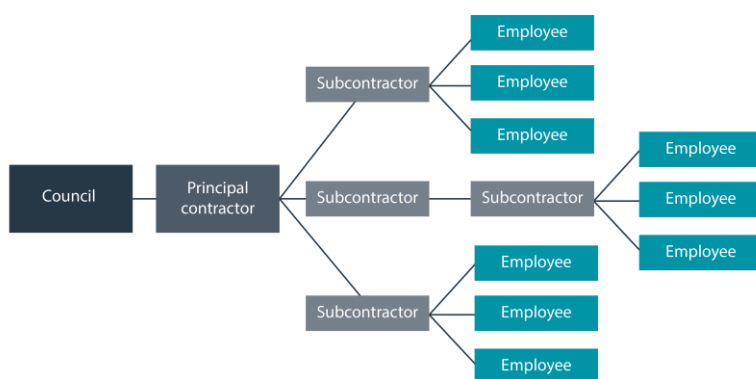 Council
Principal
contractor
Subcontractor
Employee
Employee
Employee
Subcontractor
Subcontractor
Employee
Employee
Employee
Subcontractor
Employee
Employee
Employee